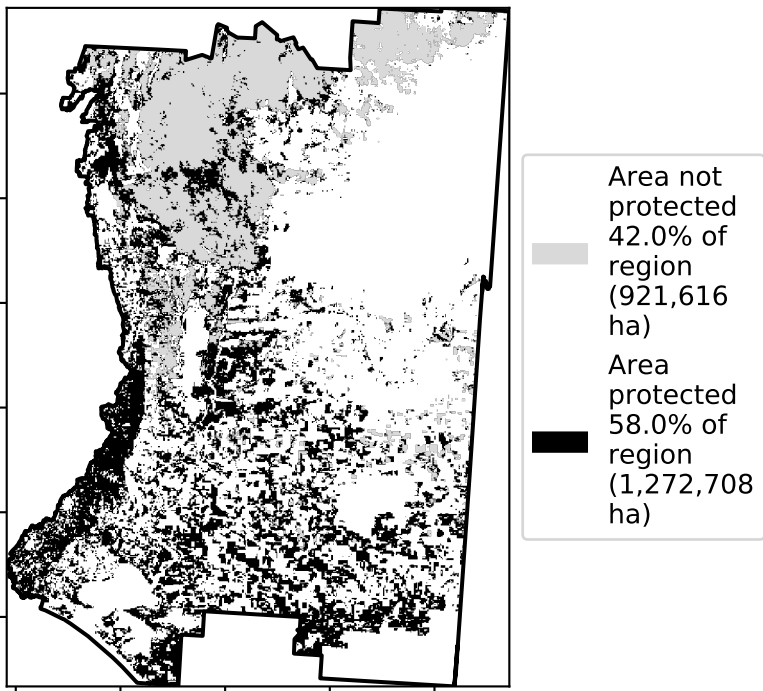 Area not
protected
42.0% of
region
(921,616
ha)
Area
protected
58.0% of
region
(1,272,708
ha)